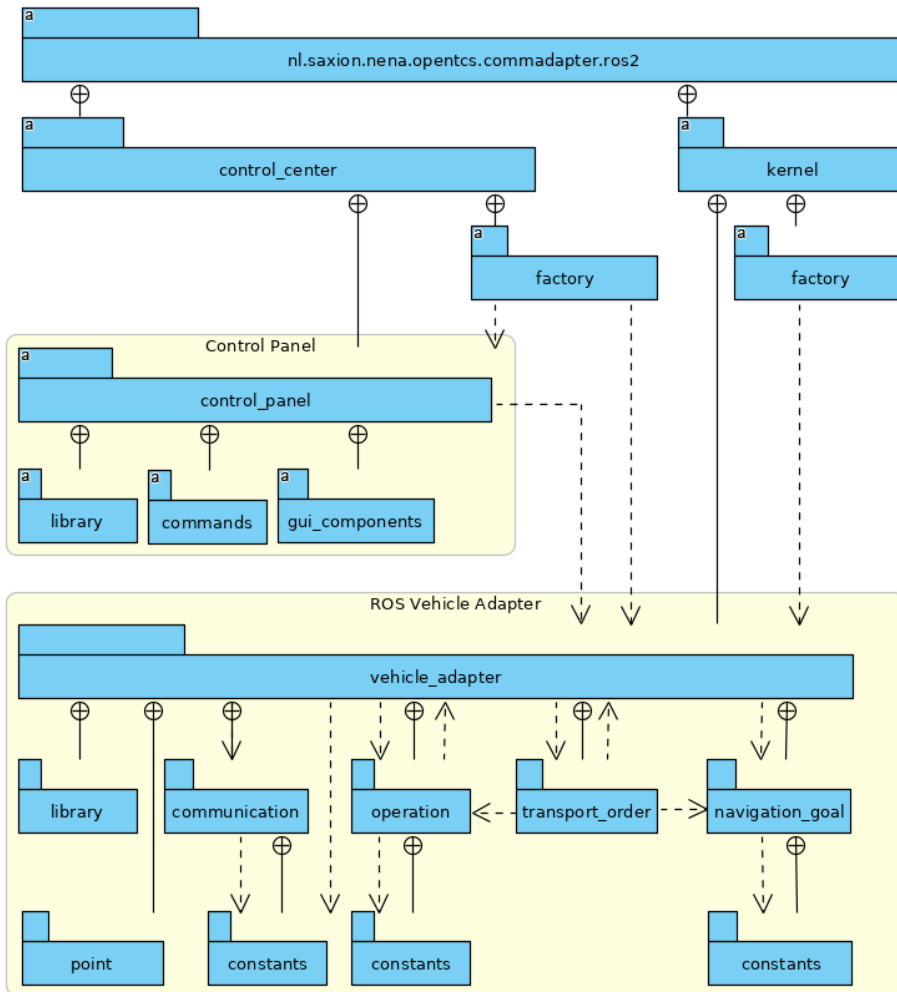 a
nl.saxion.nena.opentcs.commadapter.ros2
a
control_center
a
kernel
a
factory
a
factory
Control Panel
a
control_panel
a
library
a
commands
a
gui_components
ROS Vehicle Adapter
vehicle_adapter
library
communication
operation
transport_order
navigation_goal
point
constants
constants
constants